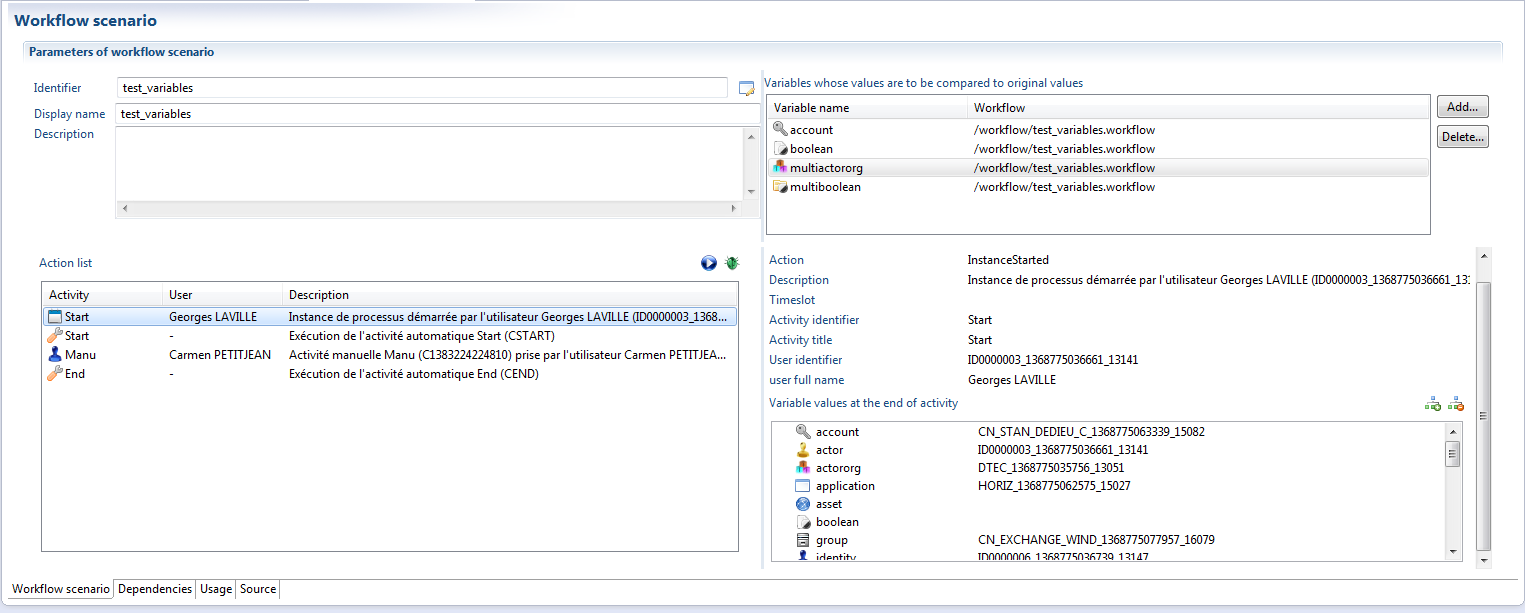 Workflow scenario
Parameters of workflow scenario
Identifier test_variables
Display name test_variables
Description
Variables whose values are to be compared to original values
Variable name Workflow
account /workflow/test_variables.workflow
boolean /workflow/test_variables.workflow
multiactororg /workflow/test_variables.workflow
multiboolean /workflow/test_variables.workflow
Add...
Delete...
Action list
Activity User Description
Start Georges LAVILLE Instance de processus démarrée par l'utilisateur Georges LAVILLE (ID0000003_1368...
Start - Exécution de l'activité automatique Start (CSTART)
Manu Carmen PETITJEAN Activité manuelle Manu (C1383224224810) prise par l'utilisateur Carmen PETITJEA...
End - Exécution de l'activité automatique End (CEND)
Action InstanceStarted
Description Instance de processus démarrée par l'utilisateur Georges LAVILLE (ID0000003_1368775036661_13:
Timeslot
Activity identifier Start
Activity title Start
User identifier ID0000003_1368775036661_13141
user full name Georges LAVILLE
Variable values at the end of activity
account CN_STAN_DEDIEU_C_1368775063339_15082
actor ID0000003_1368775036661_13141
actororg DTEC_1368775035756_13051
application HORIZ_1368775062575_15027
asset
boolean
group CN_EXCHANGE_WIND_1368775077957_16079
identity ID0000006_1368775036739_13147
Workflow scenario Dependencies Usage Source